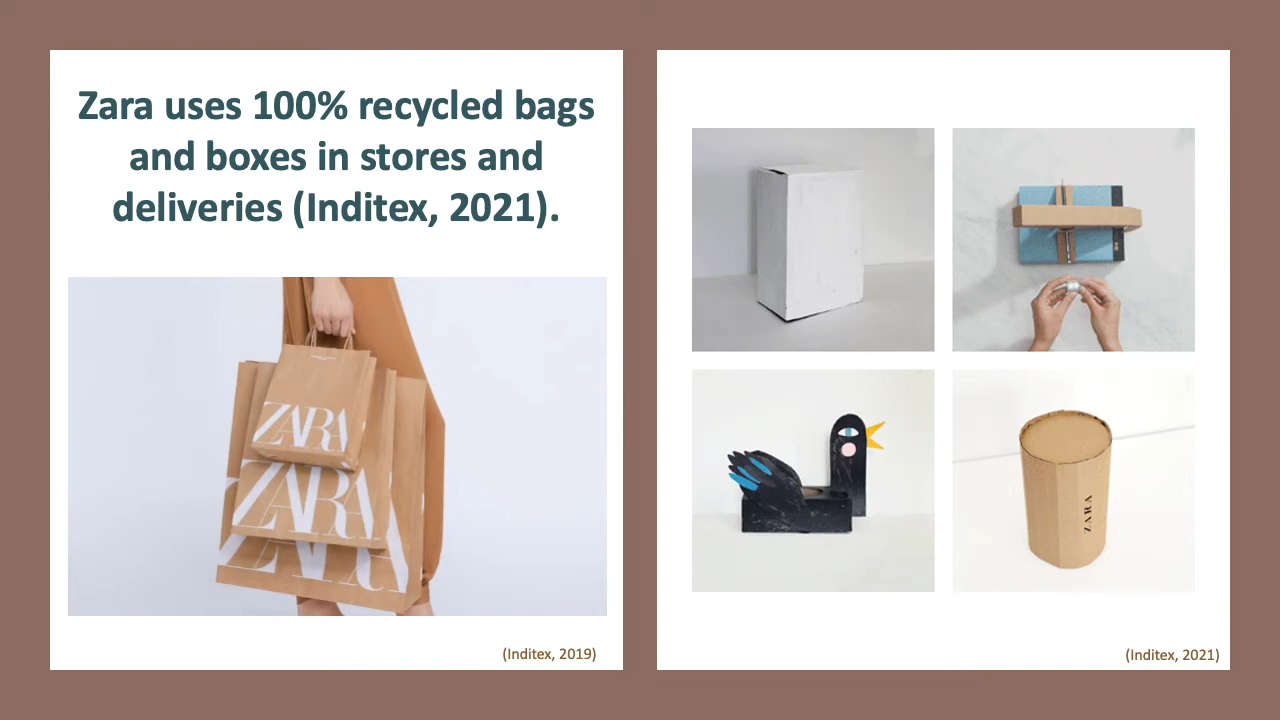 Zara uses 100% recycled bags
and boxes in stores and
deliveries (Inditex, 2021).
ZARA
ZARA
ZARA
(Inditex, 2019)
ZARA
(Inditex, 2021)